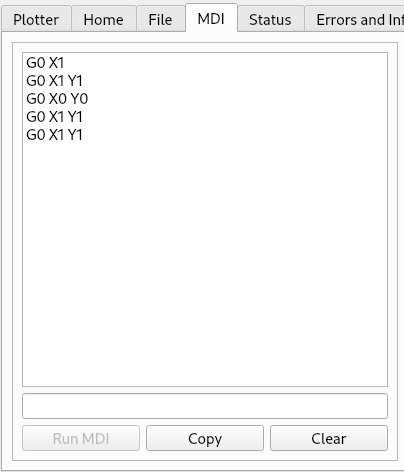 Plotter Home File MDI Status Errors and Inf
G0 X1
G0 X1 Y1
G0 X0 Y0
G0 X1 Y1
G0 X1 Y1
Run MDI Copy Clear